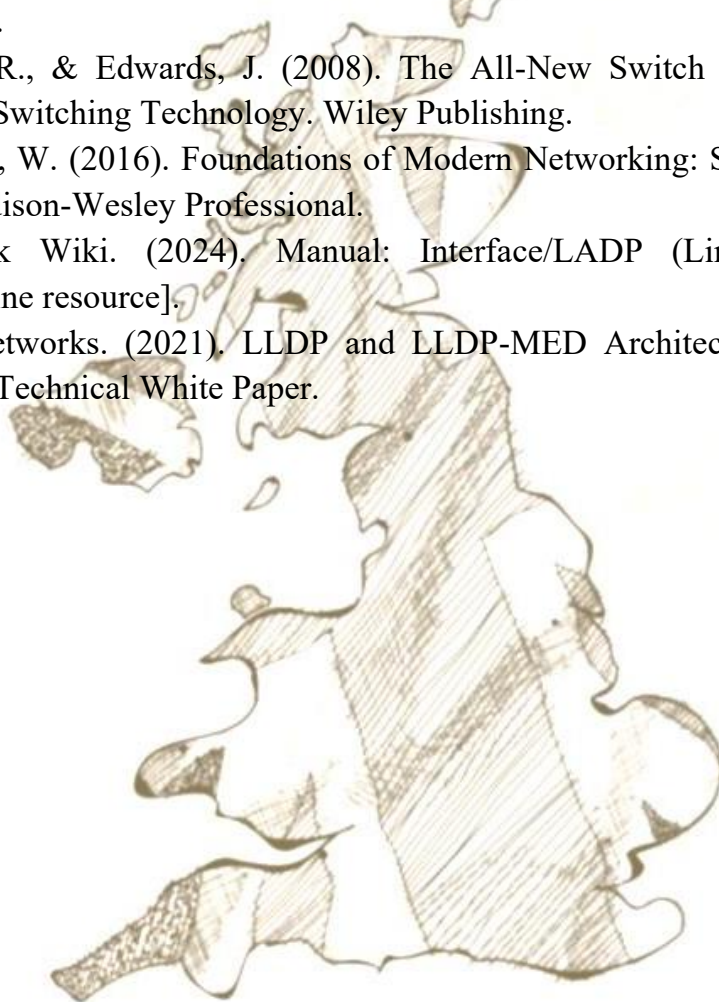 .
R., & Edwards, J. (2008). The All-New Switch
Switching Technology. Wiley Publishing.
, W. (2016). Foundations of Modern Networking: S
ison-Wesley Professional.
k Wiki. (2024). Manual: Interface/LADP (Lin
ne resource].
etworks. (2021). LLDP and LLDP-MED Architec
Technical White Paper.